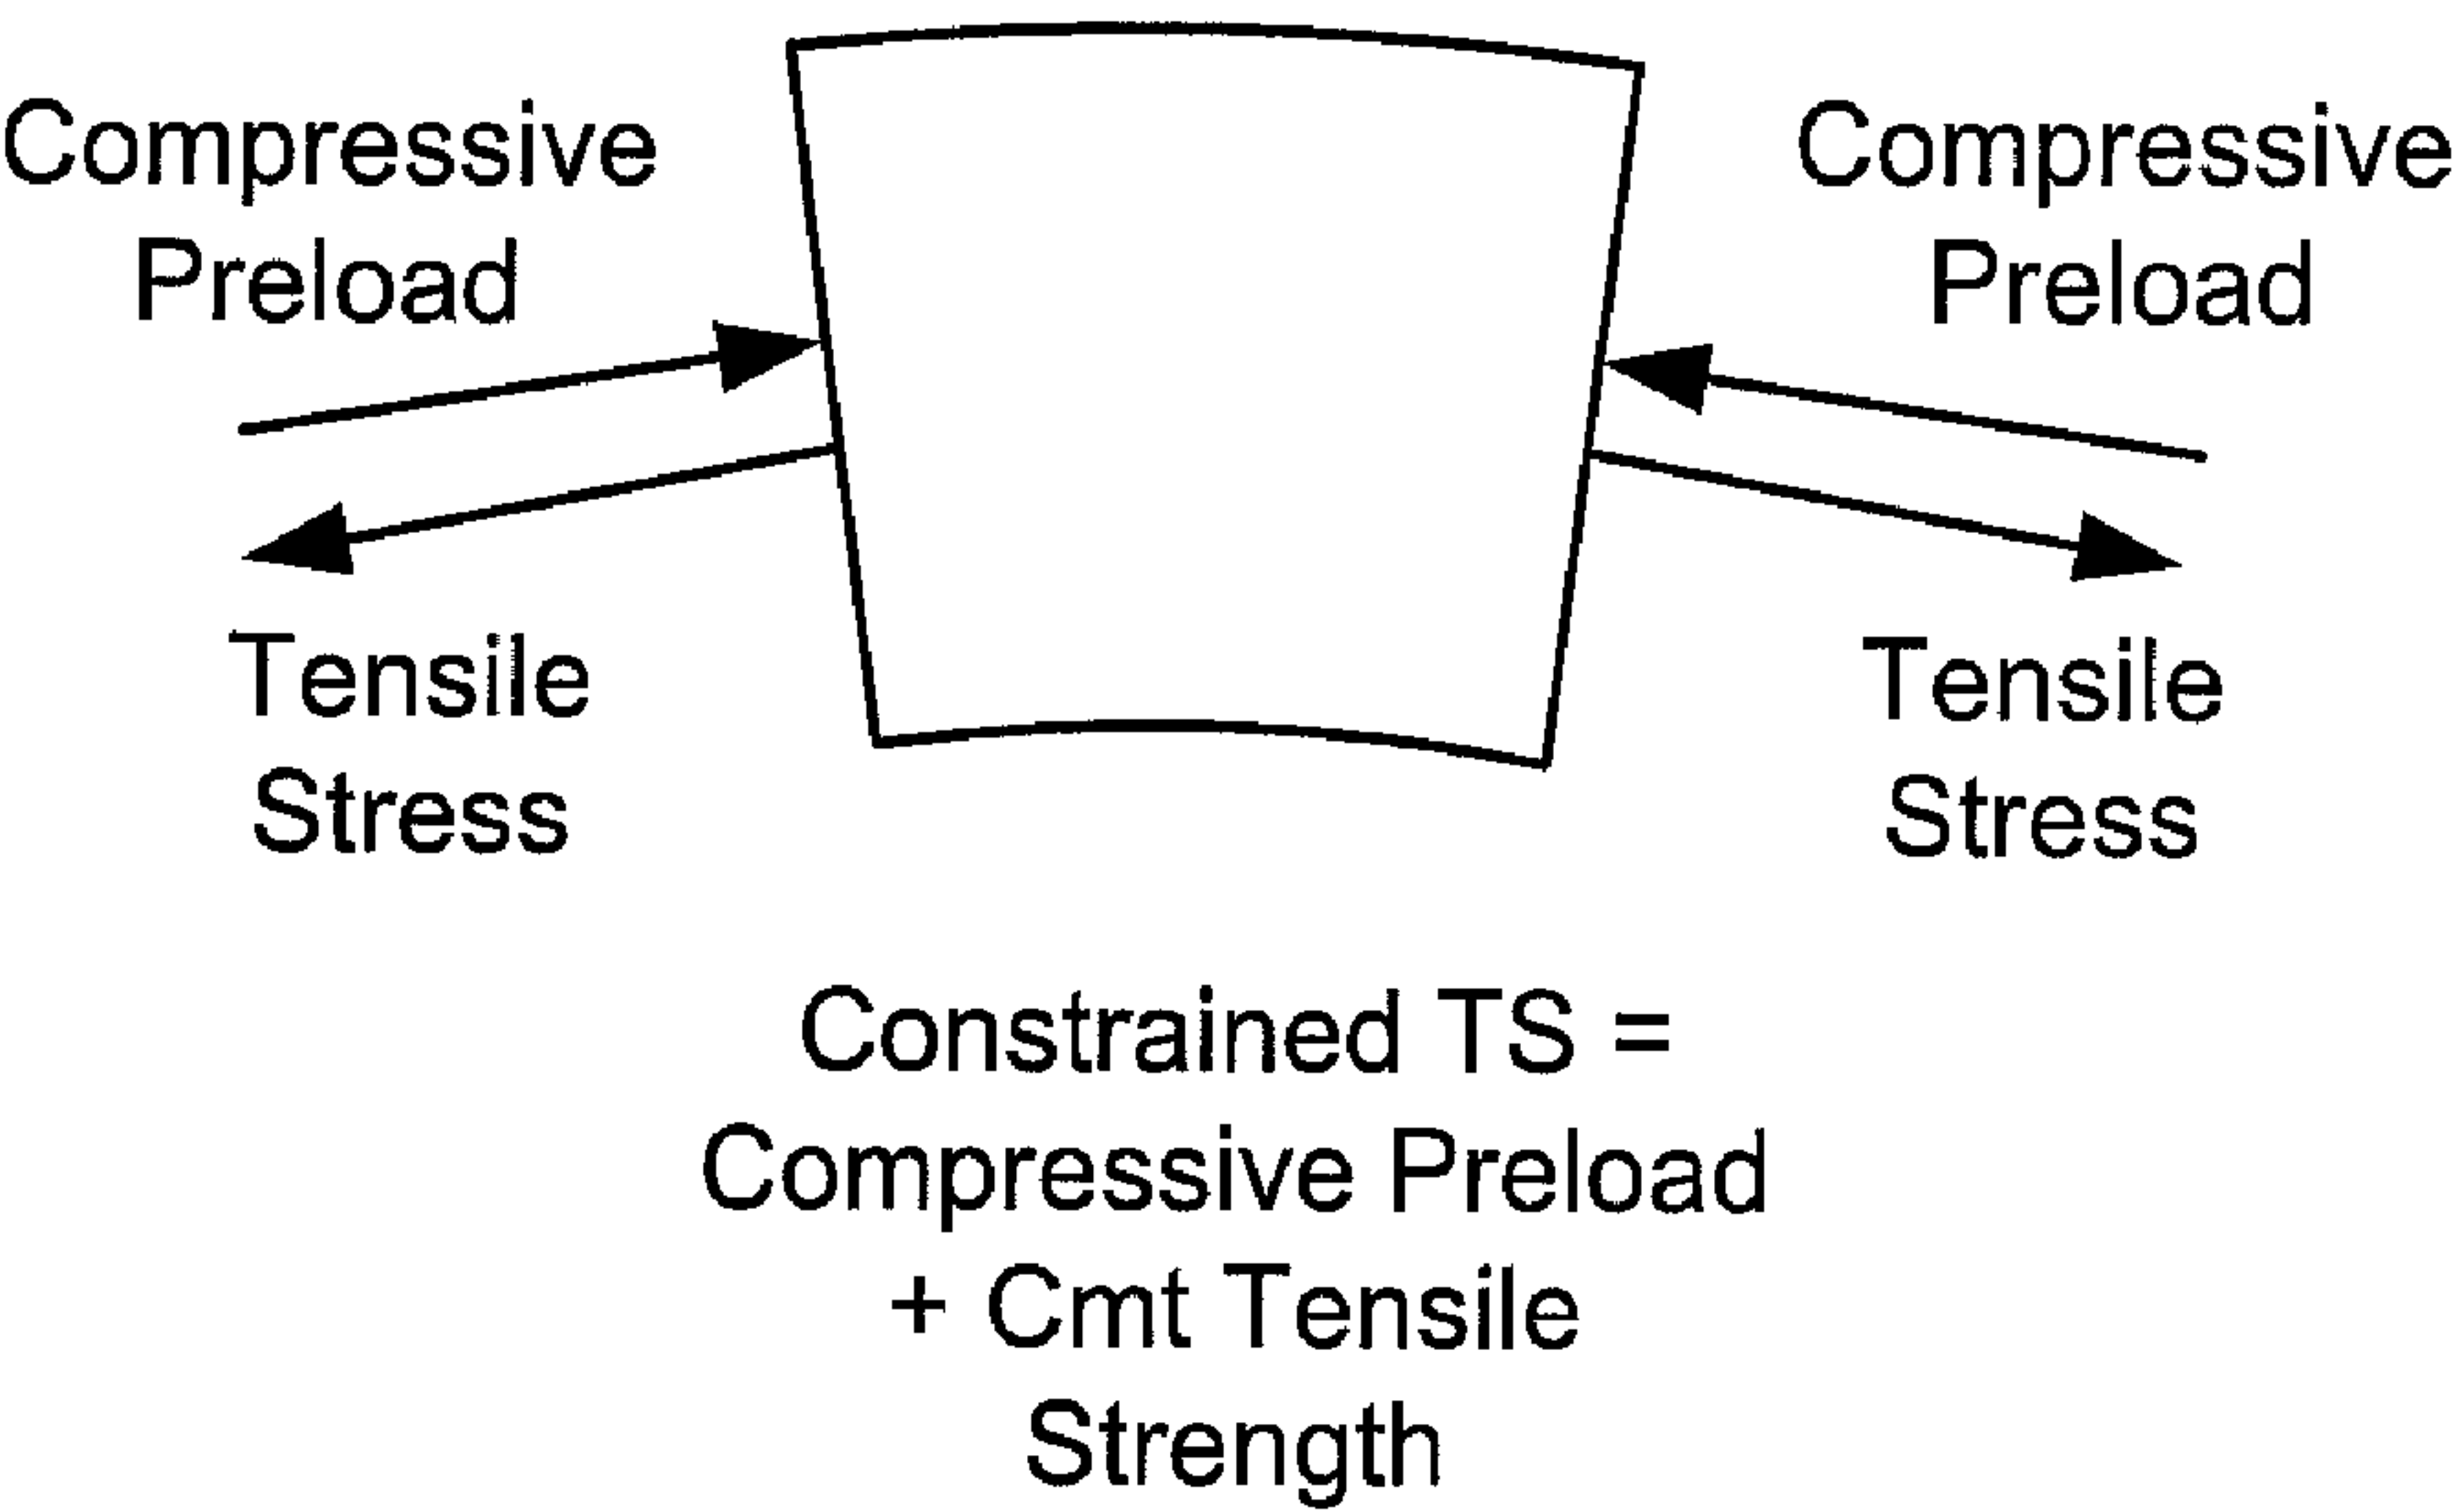 Compressive
Preload
Compressive
Preload
Tensile
Stress
Tensile
Stress
Constrained TS =
Compressive Preload
+ Cmt Tensile
Strength